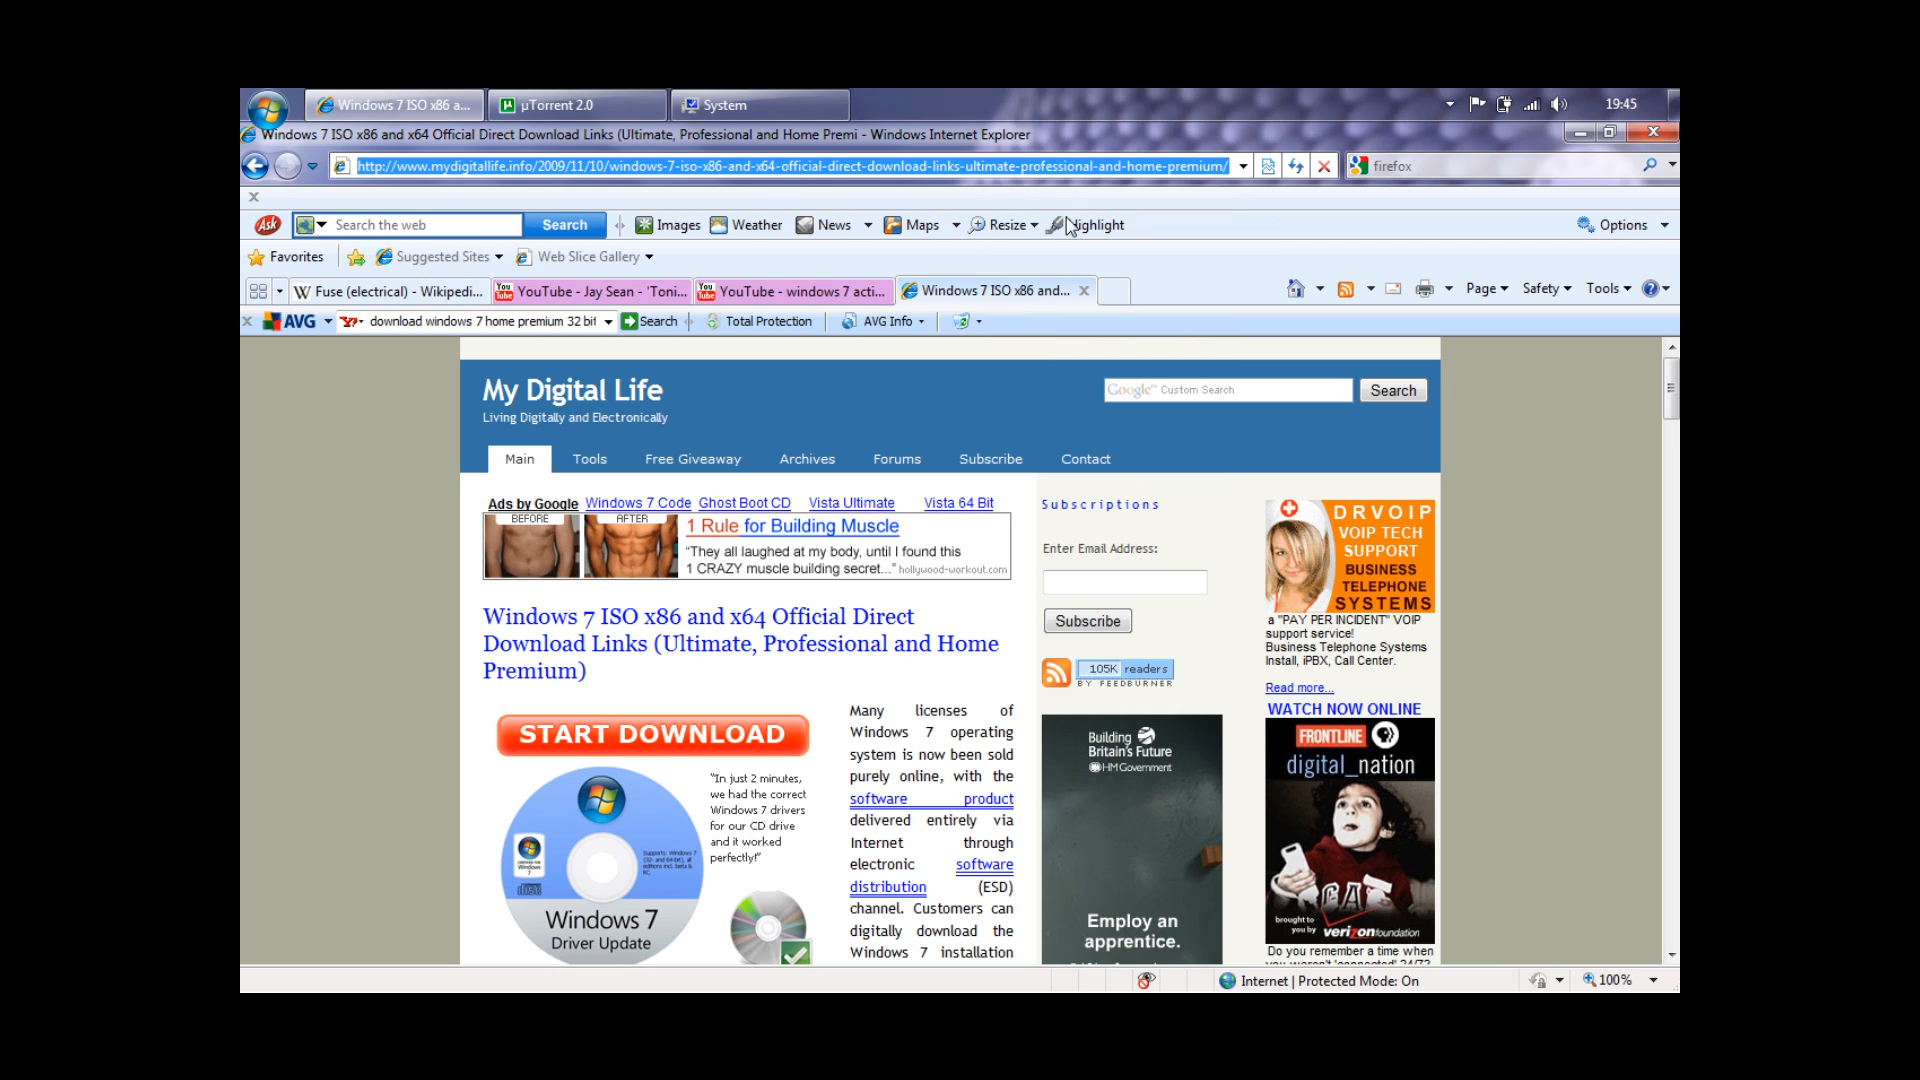 Windows 7 ISO x86 a...
µTorrent 2.0
System
19:45
Windows 7 ISO x86 and x64 Official Direct Download Links (Ultimate, Professional and Home Premi - Windows Internet Explorer
http://www.mydigitallife.info/2009/11/10/windows-7-iso-x86-and-x64-official-direct-download-links-ultimate-professional-and-home-premium/
firefox
Ask
Search the web
Search
Images
Weather
News
Maps
Resize
Highlight
Options
Favorites
Suggested Sites
Web Slice Gallery
Fuse (electrical) - Wikipedi...
YouTube - Jay Sean - 'Toni...
YouTube - windows 7 acti...
Windows 7 ISO x86 and...
Page
Safety
Tools
AVG
download windows 7 home premium 32 bit
Search
Total Protection
AVG Info
My Digital Life
Living Digitally and Electronically
Google™ Custom Search
Search
Main
Tools
Free Giveaway
Archives
Forums
Subscribe
Contact
Ads by Google
Windows 7 Code
Ghost Boot CD
Vista Ultimate
Vista 64 Bit
BEFORE
AFTER
1 Rule for Building Muscle
"They all laughed at my body, until I found this
1 CRAZY muscle building secret..." hollywood-workout.com
Windows 7 ISO x86 and x64 Official Direct
Download Links (Ultimate, Professional and Home
Premium)
START DOWNLOAD
"In just 2 minutes,
we had the correct
Windows 7 drivers
for our CD drive
and it worked
perfectly!"
Windows 7
Driver Update
Many licenses of
Windows 7 operating
system is now been sold
purely online, with the
software product
delivered entirely via
Internet through
electronic software
distribution (ESD)
channel. Customers can
digitally download the
Windows 7 installation
Subscriptions
Enter Email Address:
Subscribe
105K readers
BY FEEDBURNER
Building
Britain's Future
HM Government
Employ an
apprentice.
DRVOIP
VOIP TECH
SUPPORT
BUSINESS
TELEPHONE
SYSTEMS
a "PAY PER INCIDENT" VOIP
support service!
Business Telephone Systems
Install, iPBX, Call Center.
Read more...
WATCH NOW ONLINE
FRONTLINE
PBS
digital_nation
brought to
you by verizonfoundation
Do you remember a time when
you weren't 'connected' 24/7?
Internet | Protected Mode: On
100%